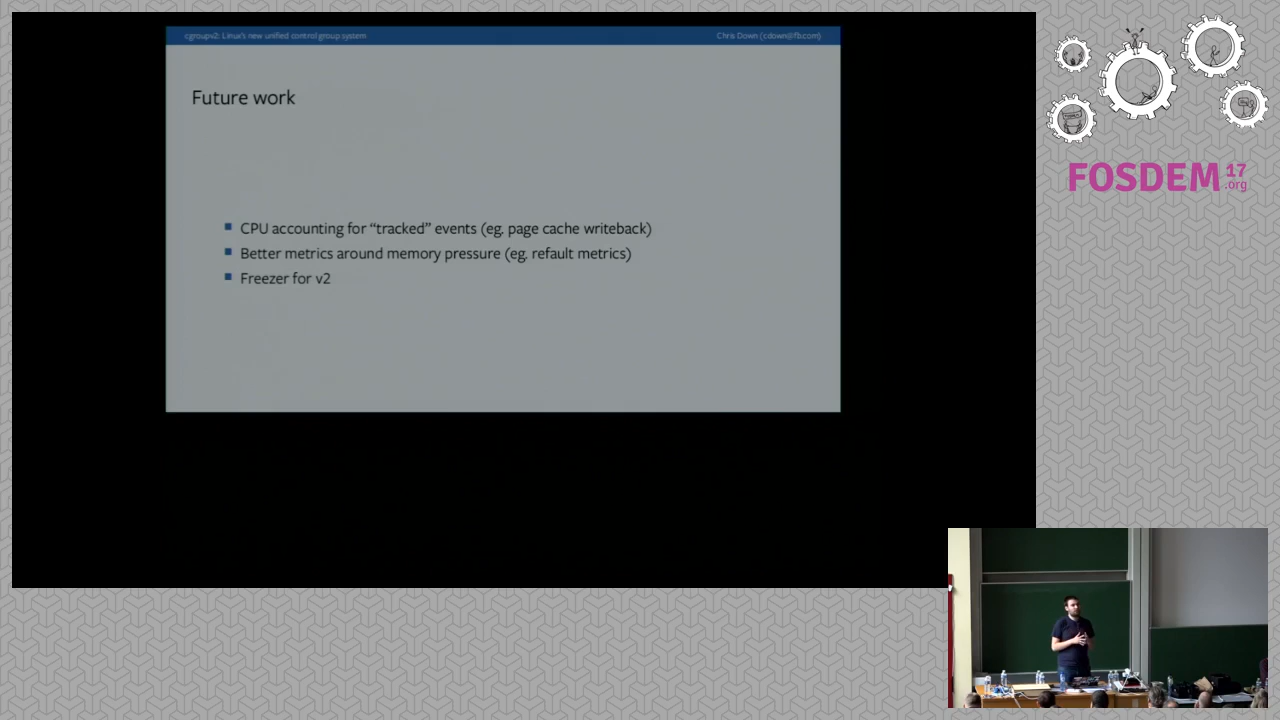 cgroupv2: Linux's new unified control group system
Chris Down (cdown@fb.com)
Future work
CPU accounting for “tracked” events (eg. page cache writeback)
Better metrics around memory pressure (eg. refault metrics)
Freezer for v2
FOSDEM 17
.org